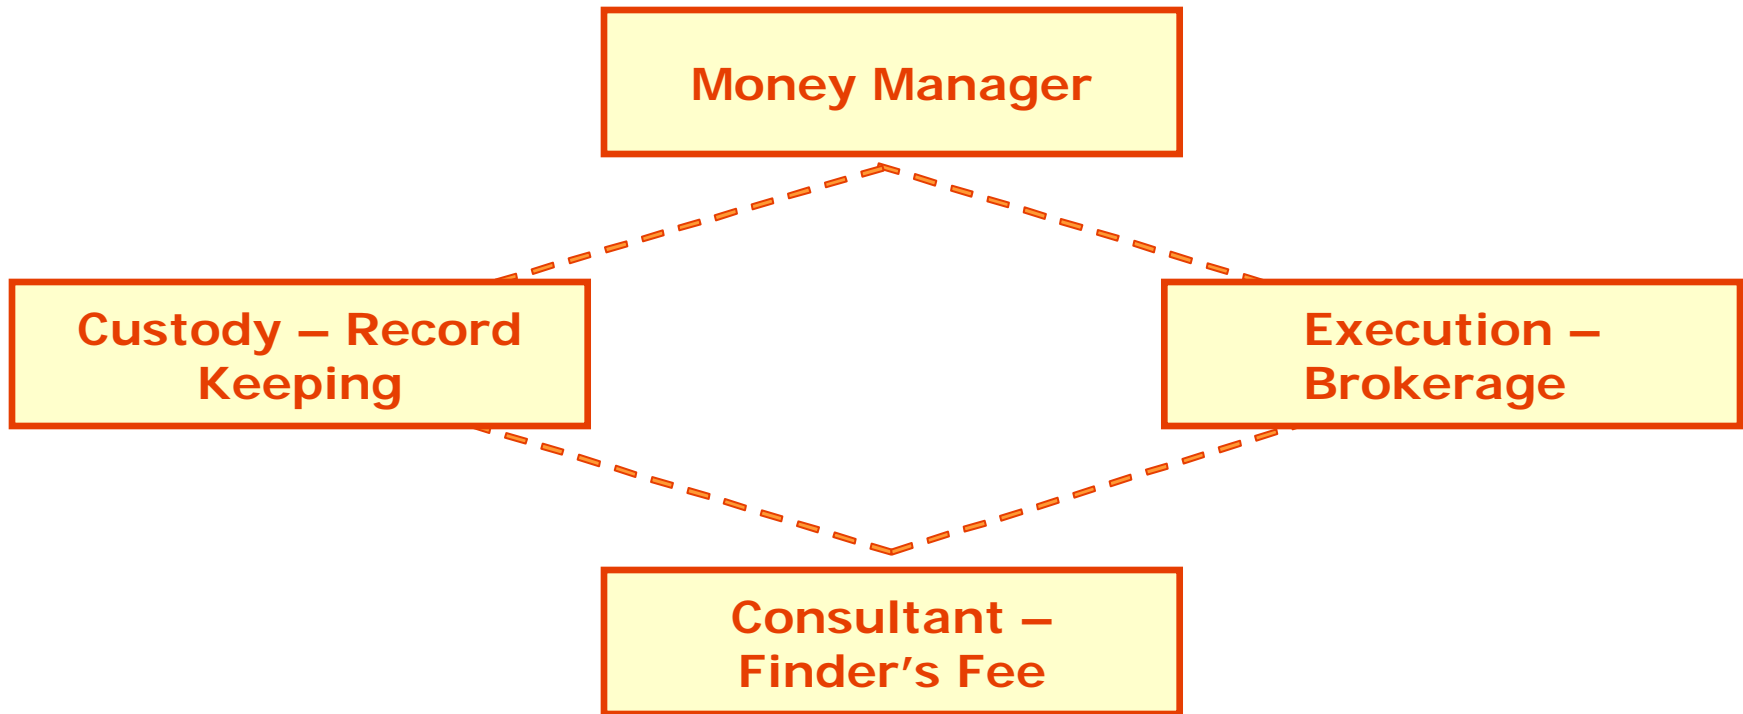 Money Manager
Custody – Record
Keeping
Execution –
Brokerage
Consultant –
Finder’s Fee